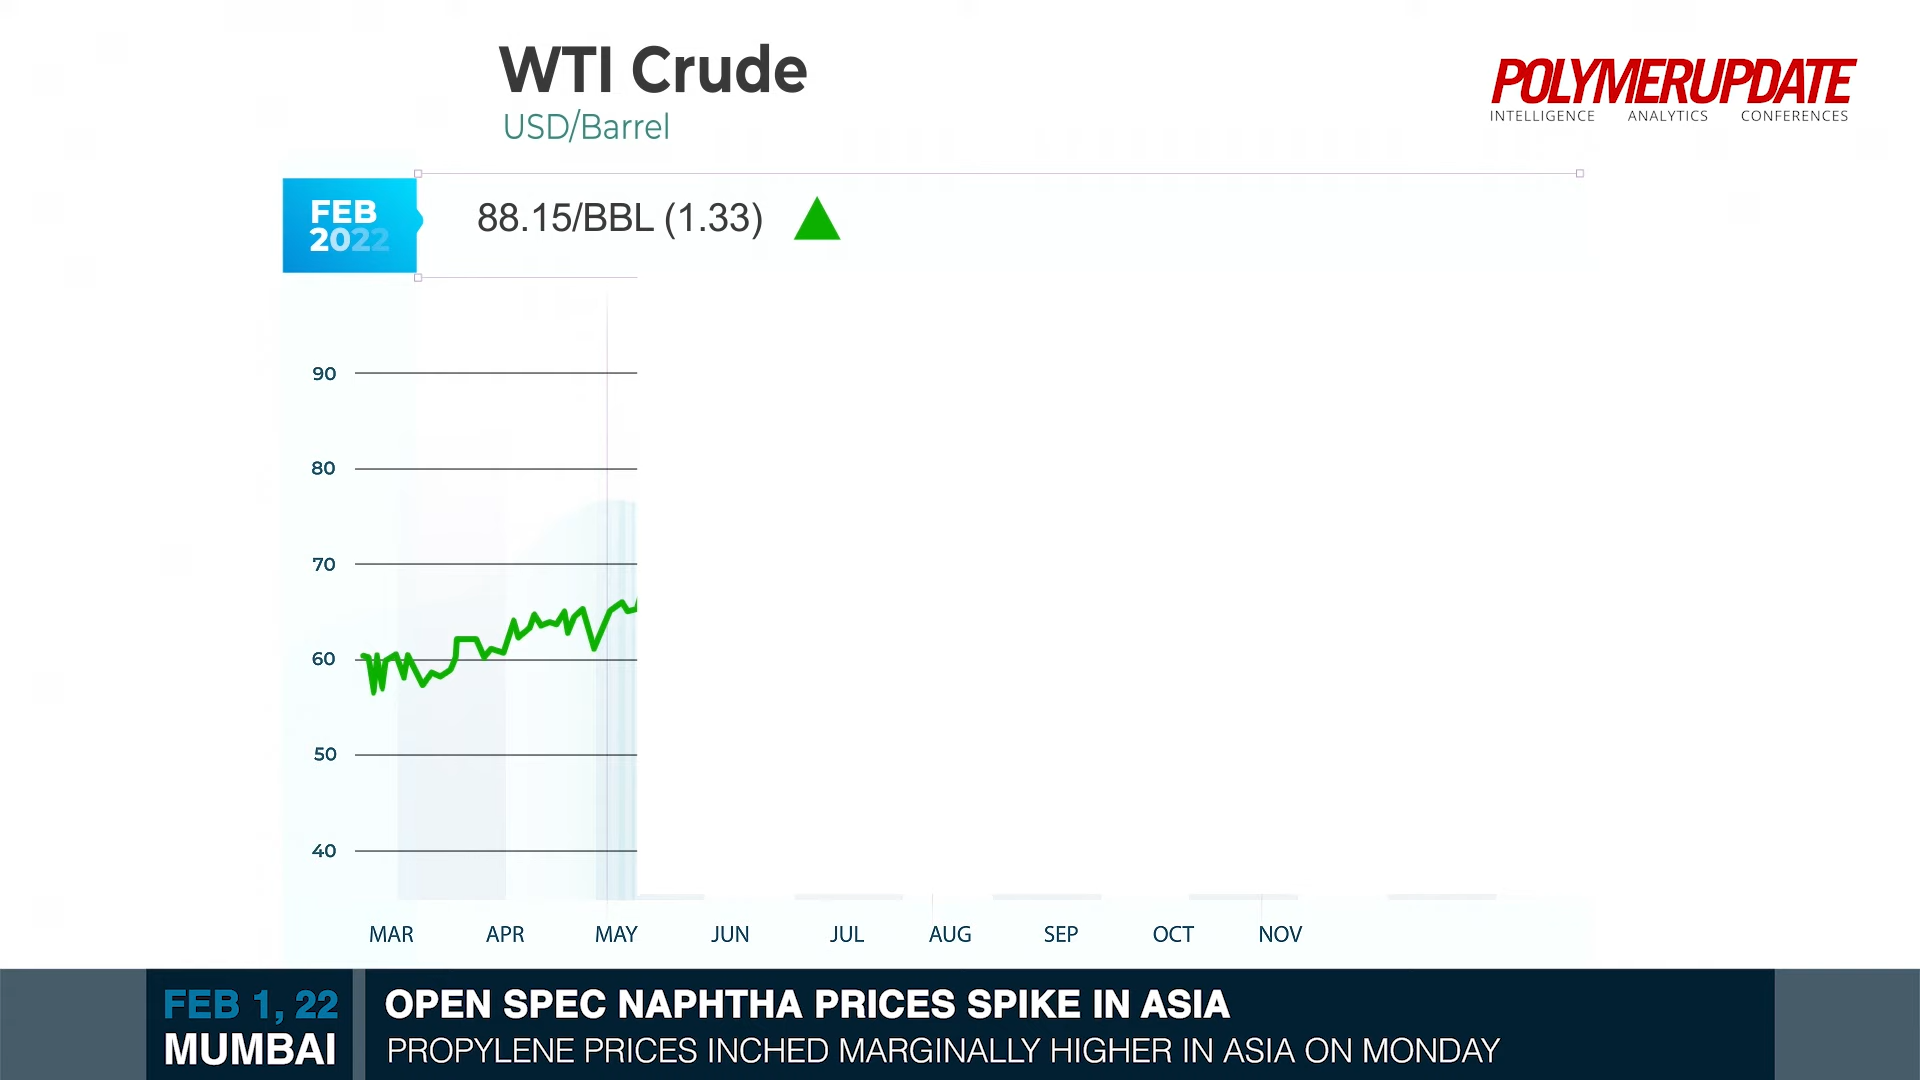 WTI Crude
USD/Barrel
POLYMERUPDATE
INTELLIGENCE ANALYTICS CONFERENCES
FEB
2022
88.15/BBL (1.33)
90
80
70
60
50
40
MAR APR MAY JUN JUL AUG SEP OCT NOV
FEB 1, 22
MUMBAI
OPEN SPEC NAPHTHA PRICES SPIKE IN ASIA
PROPYLENE PRICES INCHED MARGINALLY HIGHER IN ASIA ON MONDAY